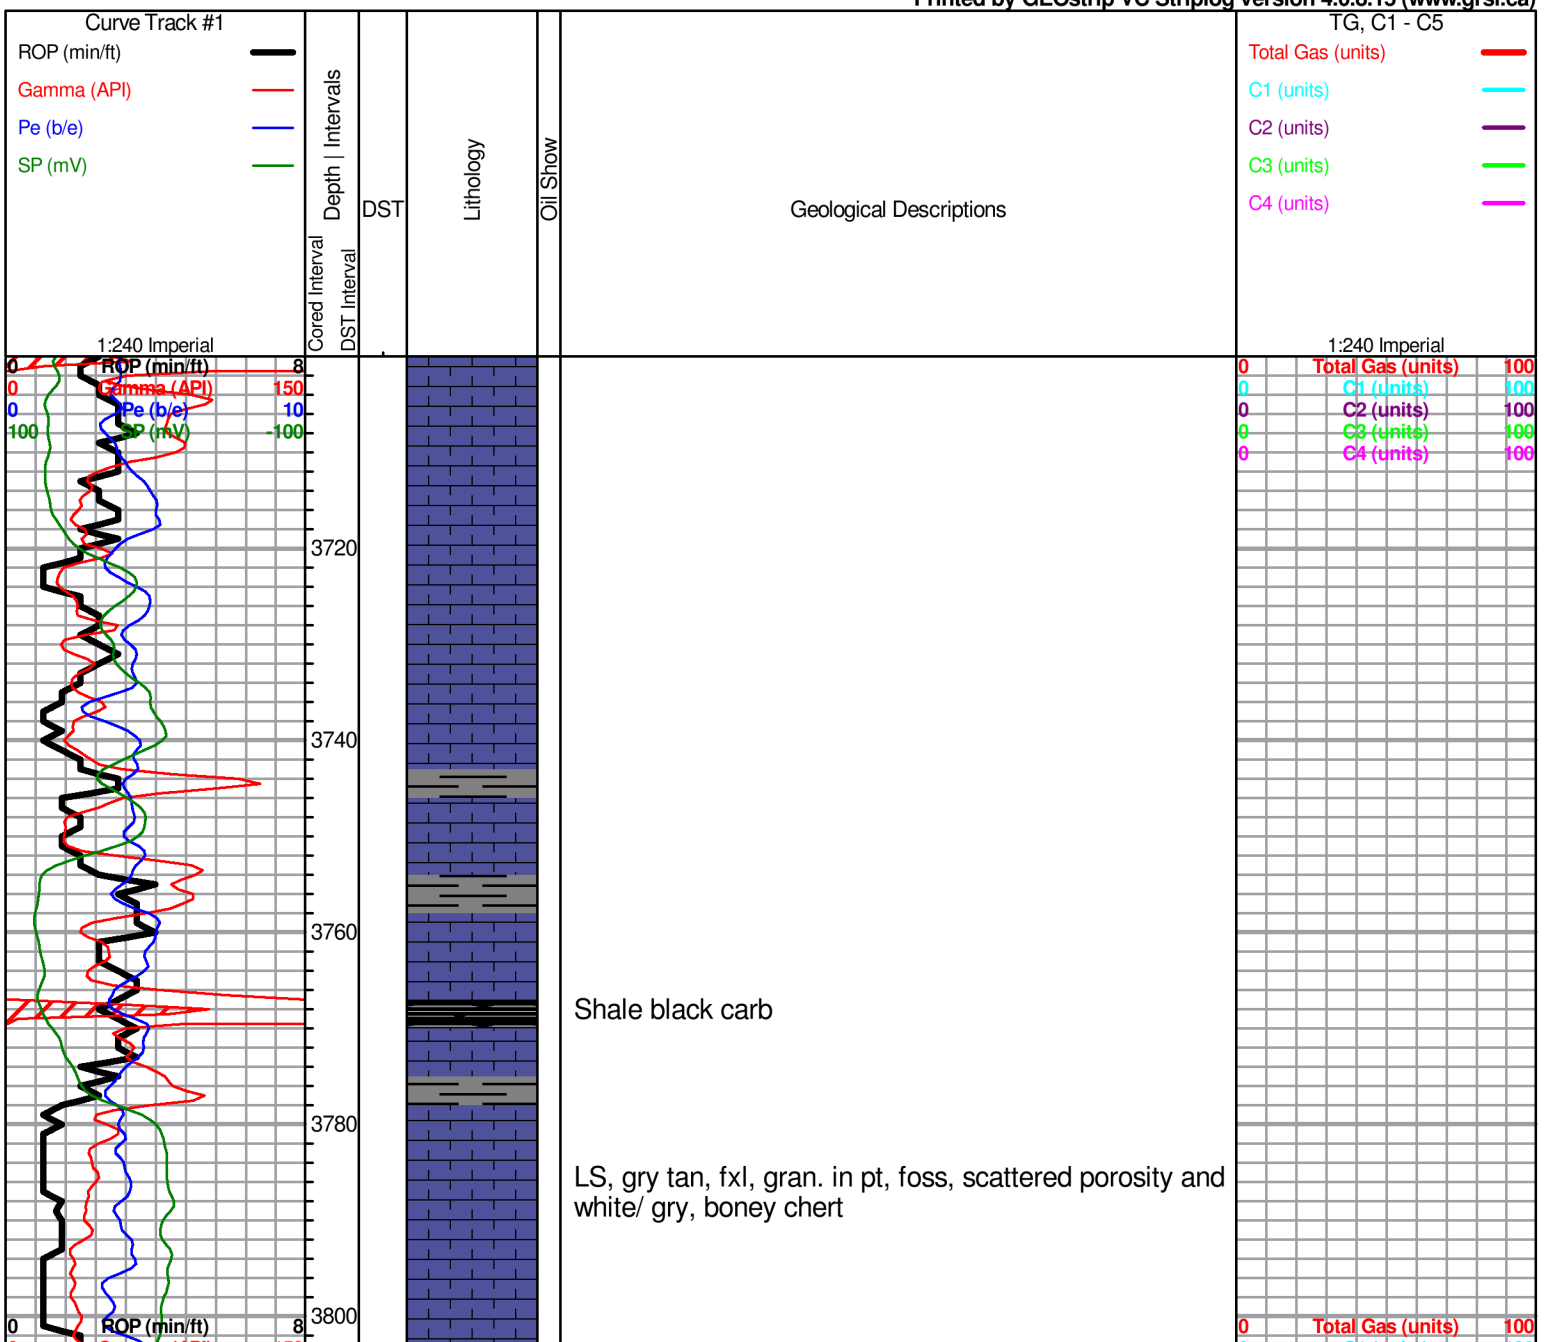 Printed by GEOstrip VC Striplog version 4.0.8.15 (www.grsi.ca)
Curve Track #1
ROP (min/ft)
Gamma (API)
Pe (b/e)
SP (mV)
1:240 Imperial
Depth | Intervals
Cored Interval
DST Interval
DST
Lithology
Oil Show
Geological Descriptions
TG, C1 - C5
Total Gas (units)
C1 (units)
C2 (units)
C3 (units)
C4 (units)
1:240 Imperial
0 ROP (min/ft) 8
0 Gamma (API) 150
0 Pe (b/e) 10
100 SP (mV) -100
0 Total Gas (units) 100
0 C1 (units) 100
0 C2 (units) 100
0 C3 (units) 100
0 C4 (units) 100
3720
3740
3760
Shale black carb
3780
LS, gry tan, fxl, gran. in pt, foss, scattered porosity and
white/ gry, boney chert
3800
0 ROP (min/ft) 8
0 Total Gas (units) 100